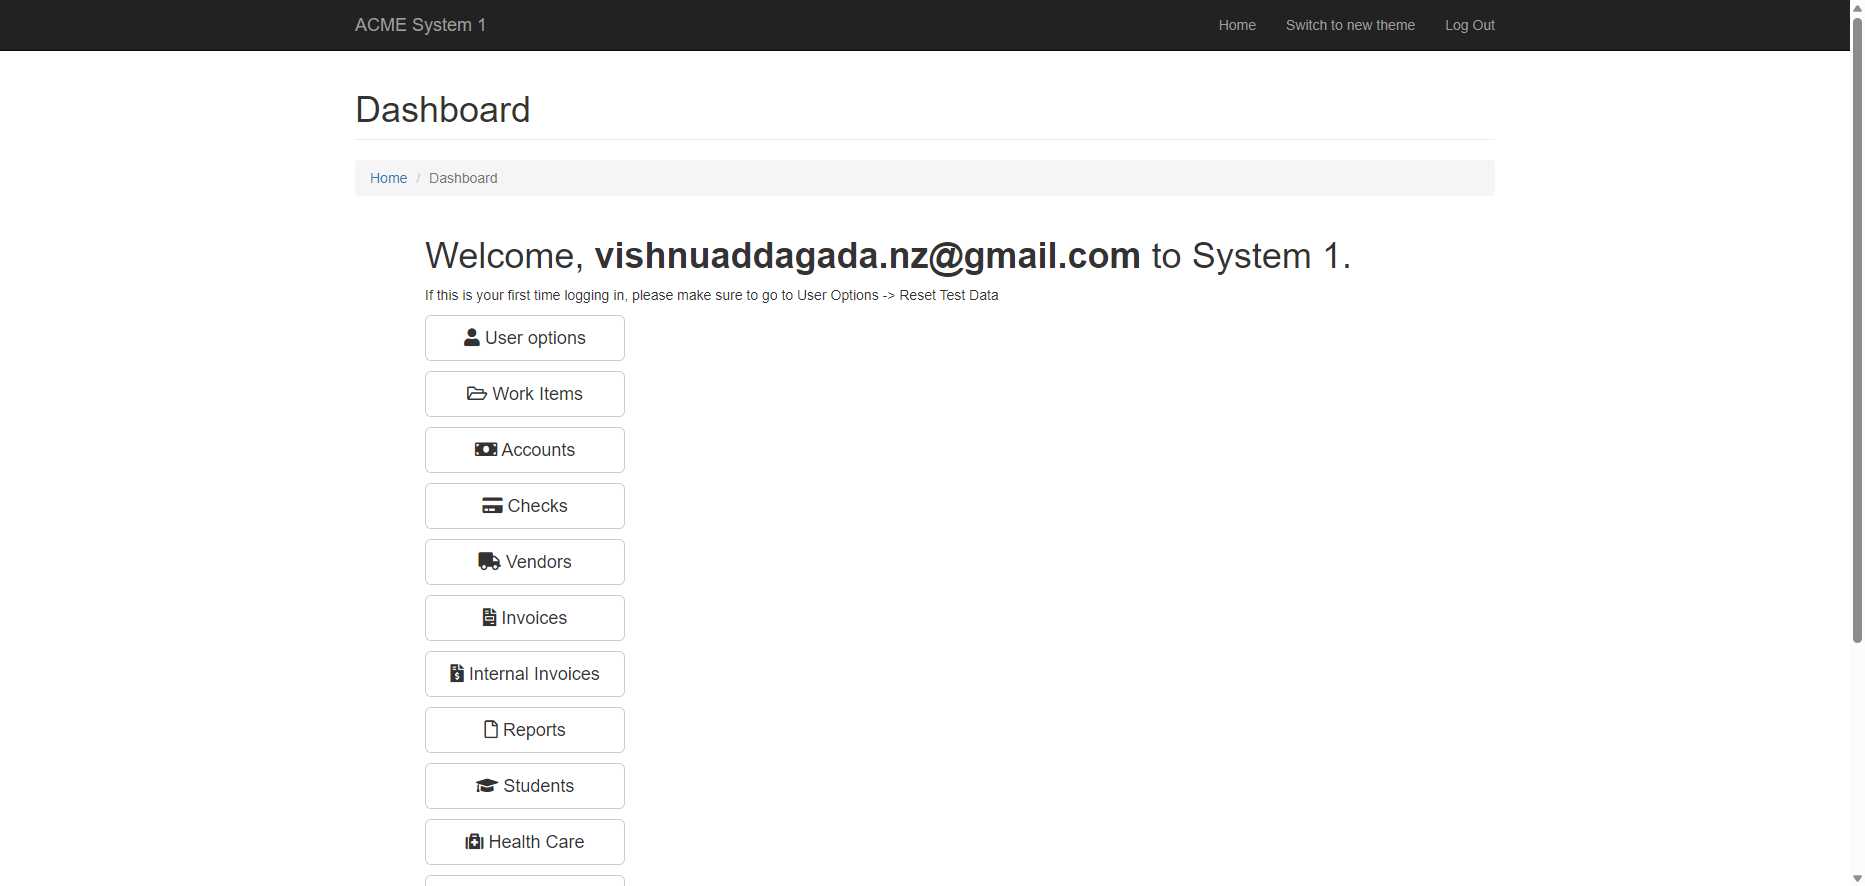 ACME System 1
Home
Switch to new theme
Log Out
Dashboard
Home / Dashboard
Welcome, vishnuaddagada.nz@gmail.com to System 1.
If this is your first time logging in, please make sure to go to User Options -> Reset Test Data
User options
Work Items
Accounts
Checks
Vendors
Invoices
Internal Invoices
Reports
Students
Health Care